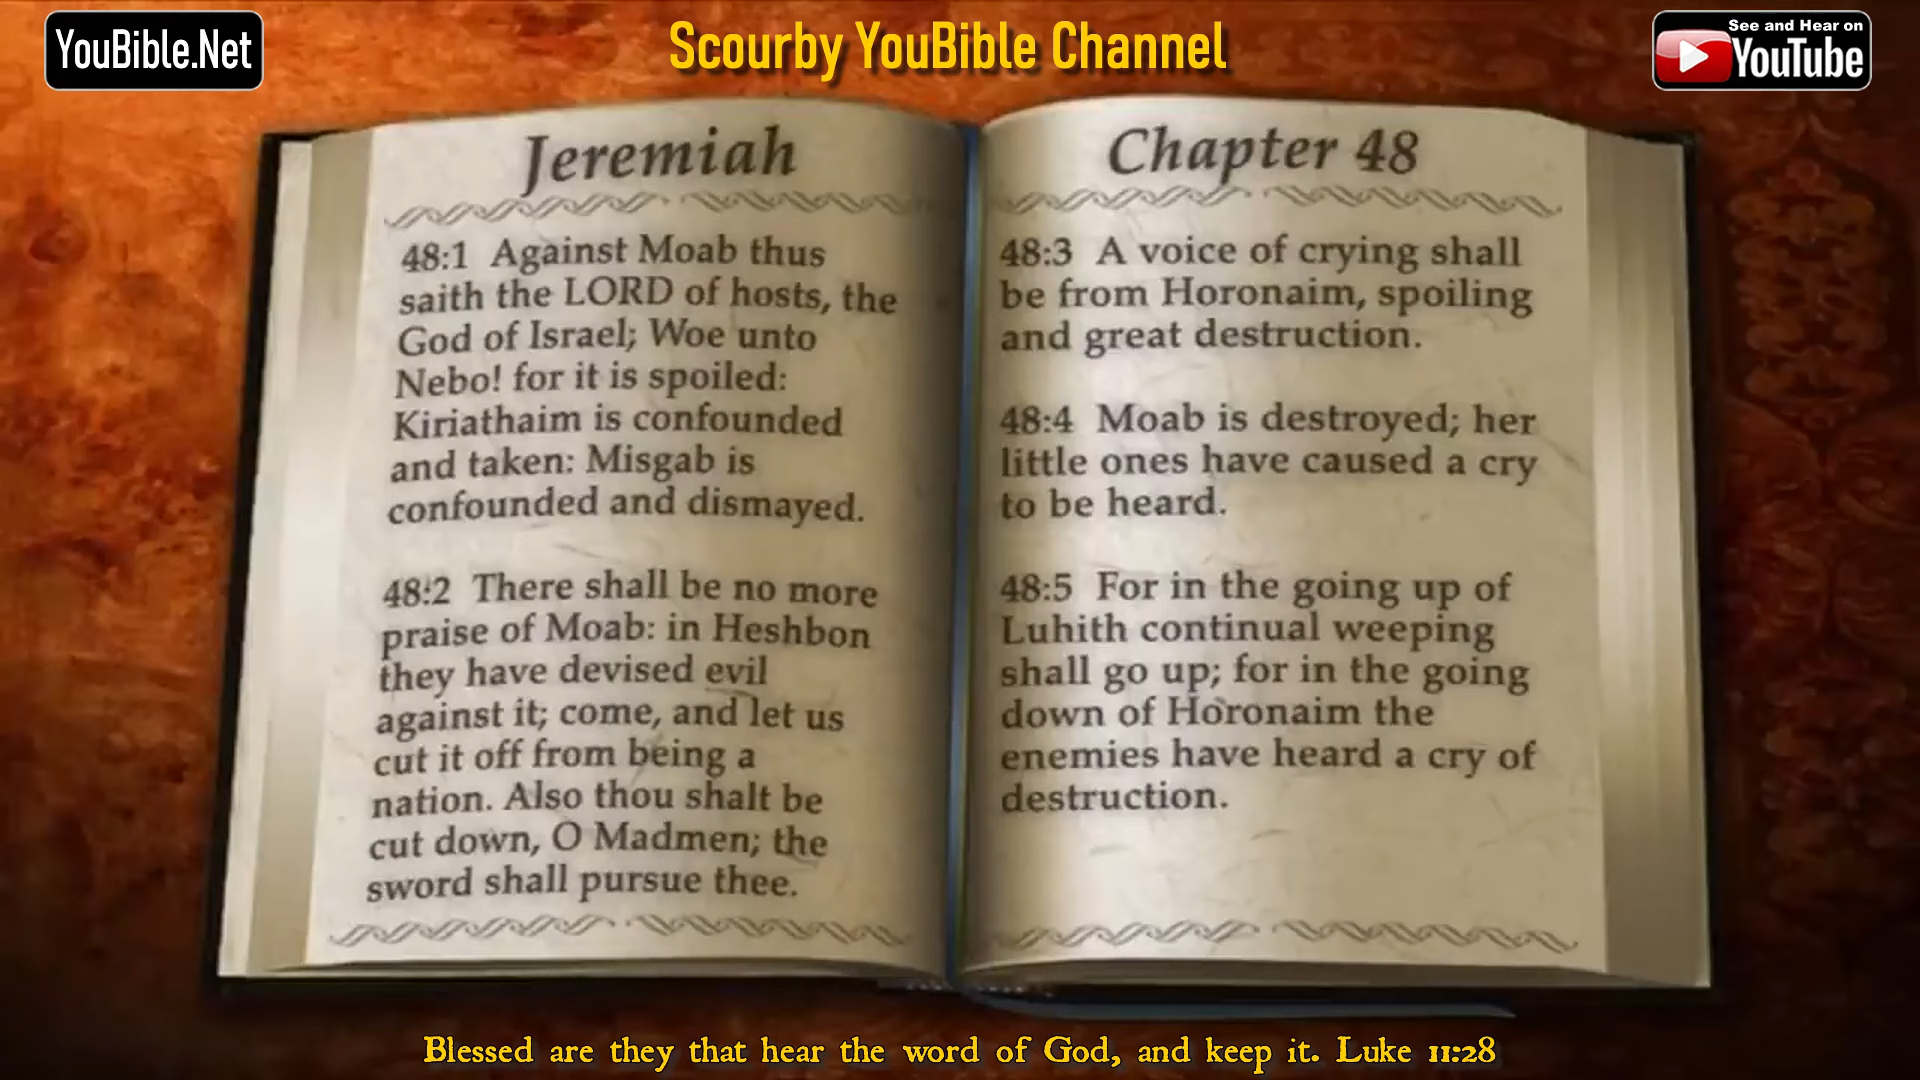 YouBible.Net
Scourby YouBible Channel
See and Hear on
YouTube
Jeremiah
48:1 Against Moab thus
saith the LORD of hosts, the
God of Israel; Woe unto
Nebo! for it is spoiled:
Kiriathaim is confounded
and taken: Misgab is
confounded and dismayed.
48:2 There shall be no more
praise of Moab: in Heshbon
they have devised evil
against it; come, and let us
cut it off from being a
nation. Also thou shalt be
cut down, O Madmen; the
sword shall pursue thee.
Chapter 48
48:3 A voice of crying shall
be from Horonaim, spoiling
and great destruction.
48:4 Moab is destroyed; her
little ones have caused a cry
to be heard.
48:5 For in the going up of
Luhith continual weeping
shall go up; for in the going
down of Horonaim the
enemies have heard a cry of
destruction.
Blessed are they that hear the word of God, and keep it. Luke 11:28